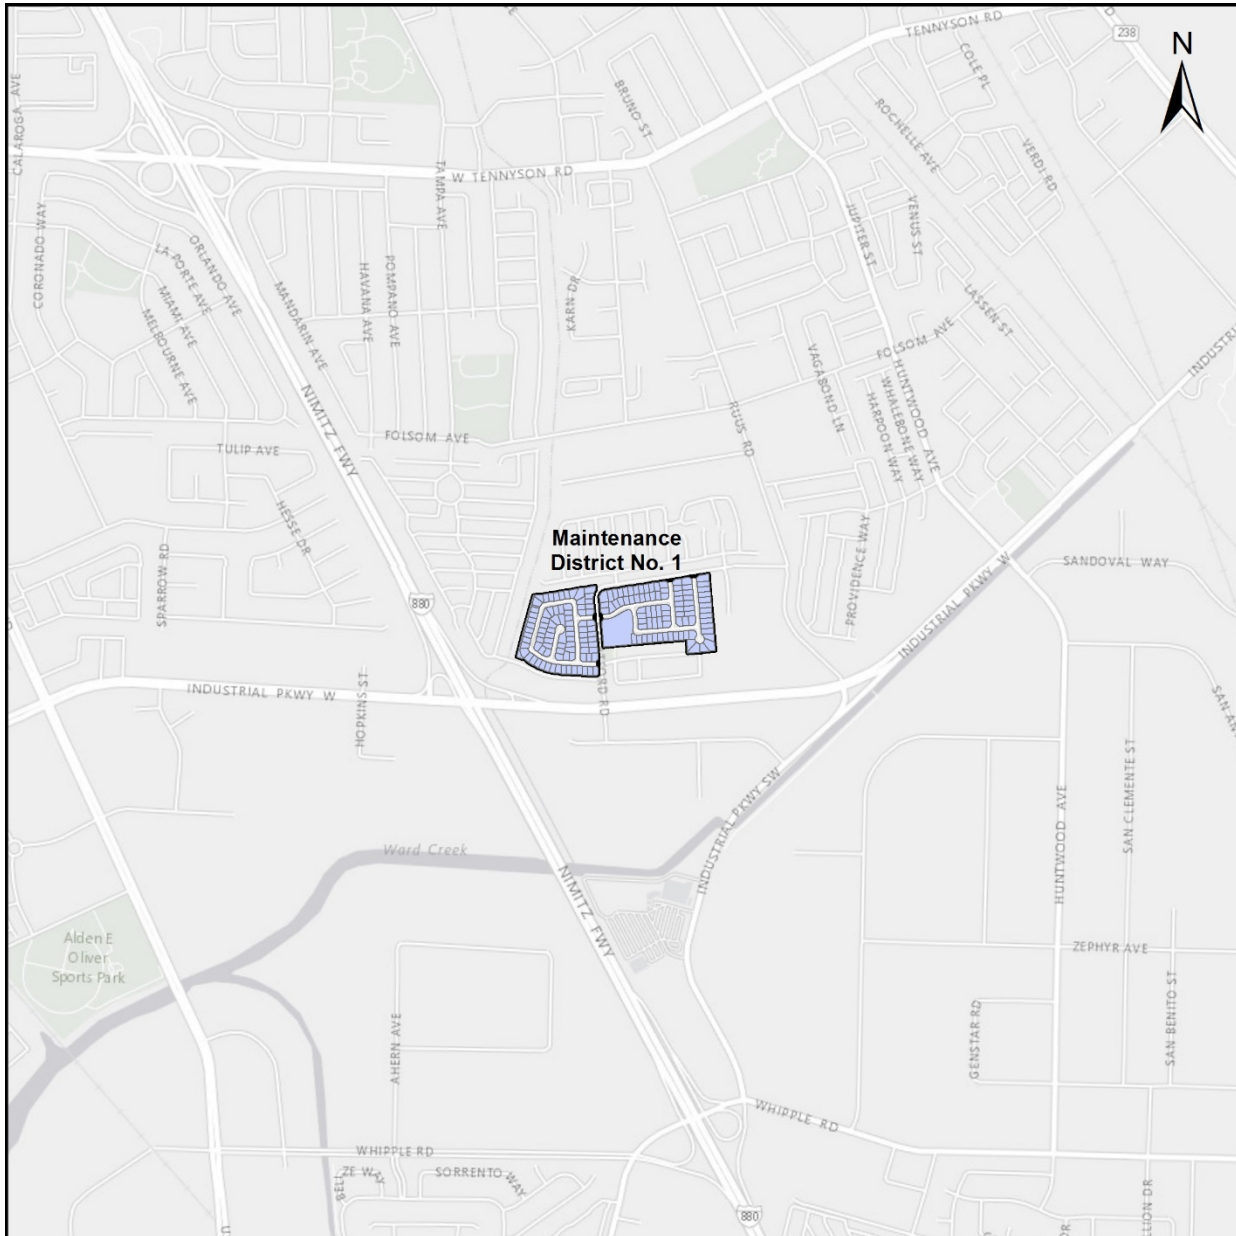 TENNYSON RD
238
N
COLE PL
BRUNO ST
ROCHELLE AVE
VERDI RD
CALAROGA AVE
W TENNYSON RD
TAMPA AVE
VENUS ST
JUPITER ST
CORONADO WAY
ORLANDO AVE
LA PORTE AVE
MIAMI AVE
MELBOURNE AVE
MANDARIN AVE
HAVANA AVE
POMPANO AVE
KARN DR
LASSEN ST
FOLSOM AVE
VAGABOND LN
HUNTWOOD AVE
WHALEBONE WAY
HARPOON WAY
NIMITZ FWY
RUUS RD
FOLSOM AVE
TULIP AVE
HESSE DR
SPARROW RD
Maintenance
District No. 1
PROVIDENCE WAY
SANDOVAL WAY
INDUSTRIAL PKWY W
880
INDUSTRIAL PKWY W
HOPKINS ST
INDUSTRIAL PKWY SW
HUNTWOOD AVE
SAN CLEMENTE ST
Ward Creek
NIMITZ FWY
Alden E
Oliver
Sports Park
ZEPHYR AVE
AHERN AVE
GENSTAR RD
SAN BENITO ST
WHIPPLE RD
WHIPPLE RD
SORRENTO WAY
880